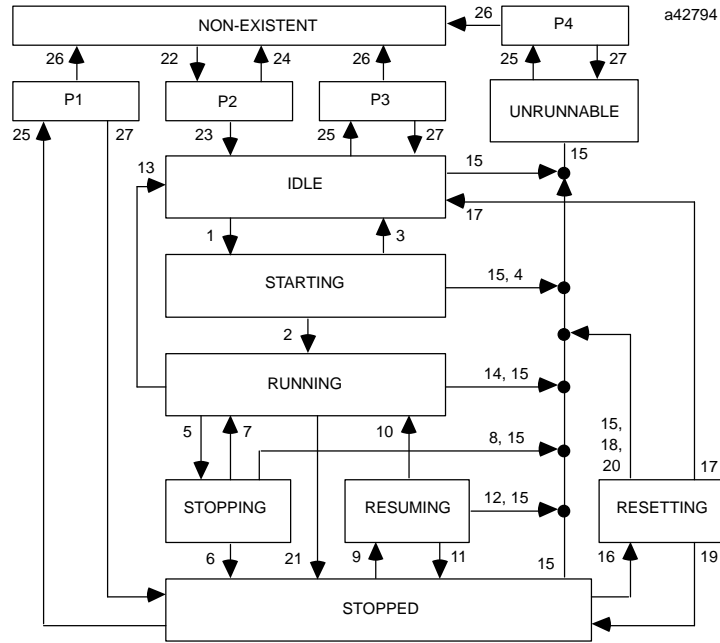 a42794
NON-EXISTENT
26
P4
26
22
24
26
25
27
P1
P2
P3
UNRUNNABLE
25
27
23
25
27
15
13
IDLE
15
17
1
3
STARTING
15, 4
2
RUNNING
14, 15
5
7
10
8, 15
15,
18,
20
17
STOPPING
RESUMING
12, 15
RESETTING
6
21
9
11
15
16
19
STOPPED